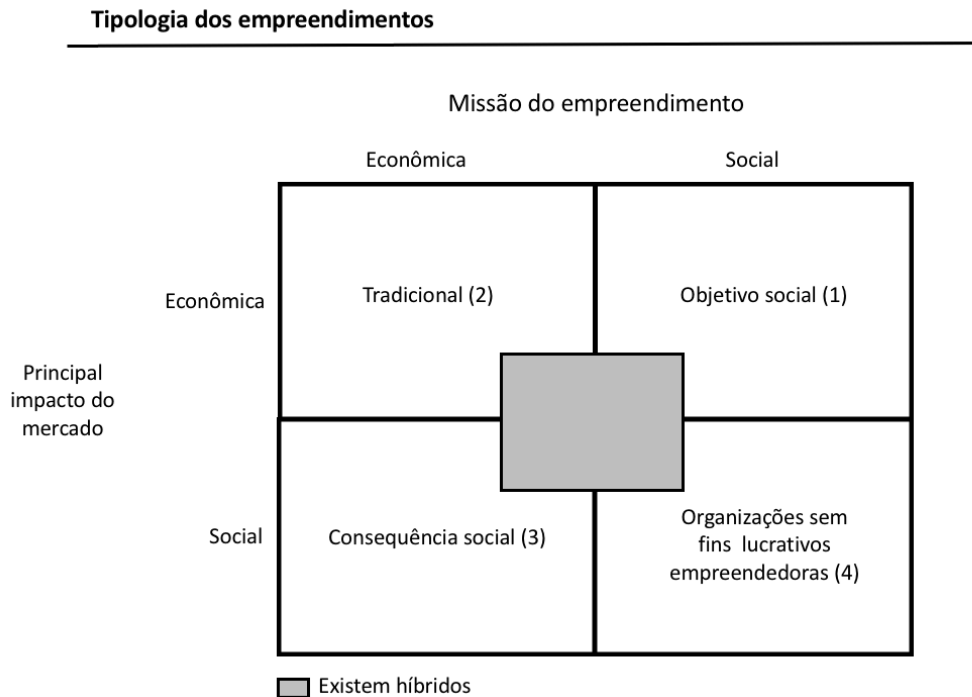 Tipologia dos empreendimentos
Missão do empreendimento
Econômica
Social
Econômica
Tradicional (2)
Objetivo social (1)
Principal
impacto do
mercado
Social
Consequência social (3)
Organizações sem
fins lucrativos
empreendedoras (4)
Existem híbridos